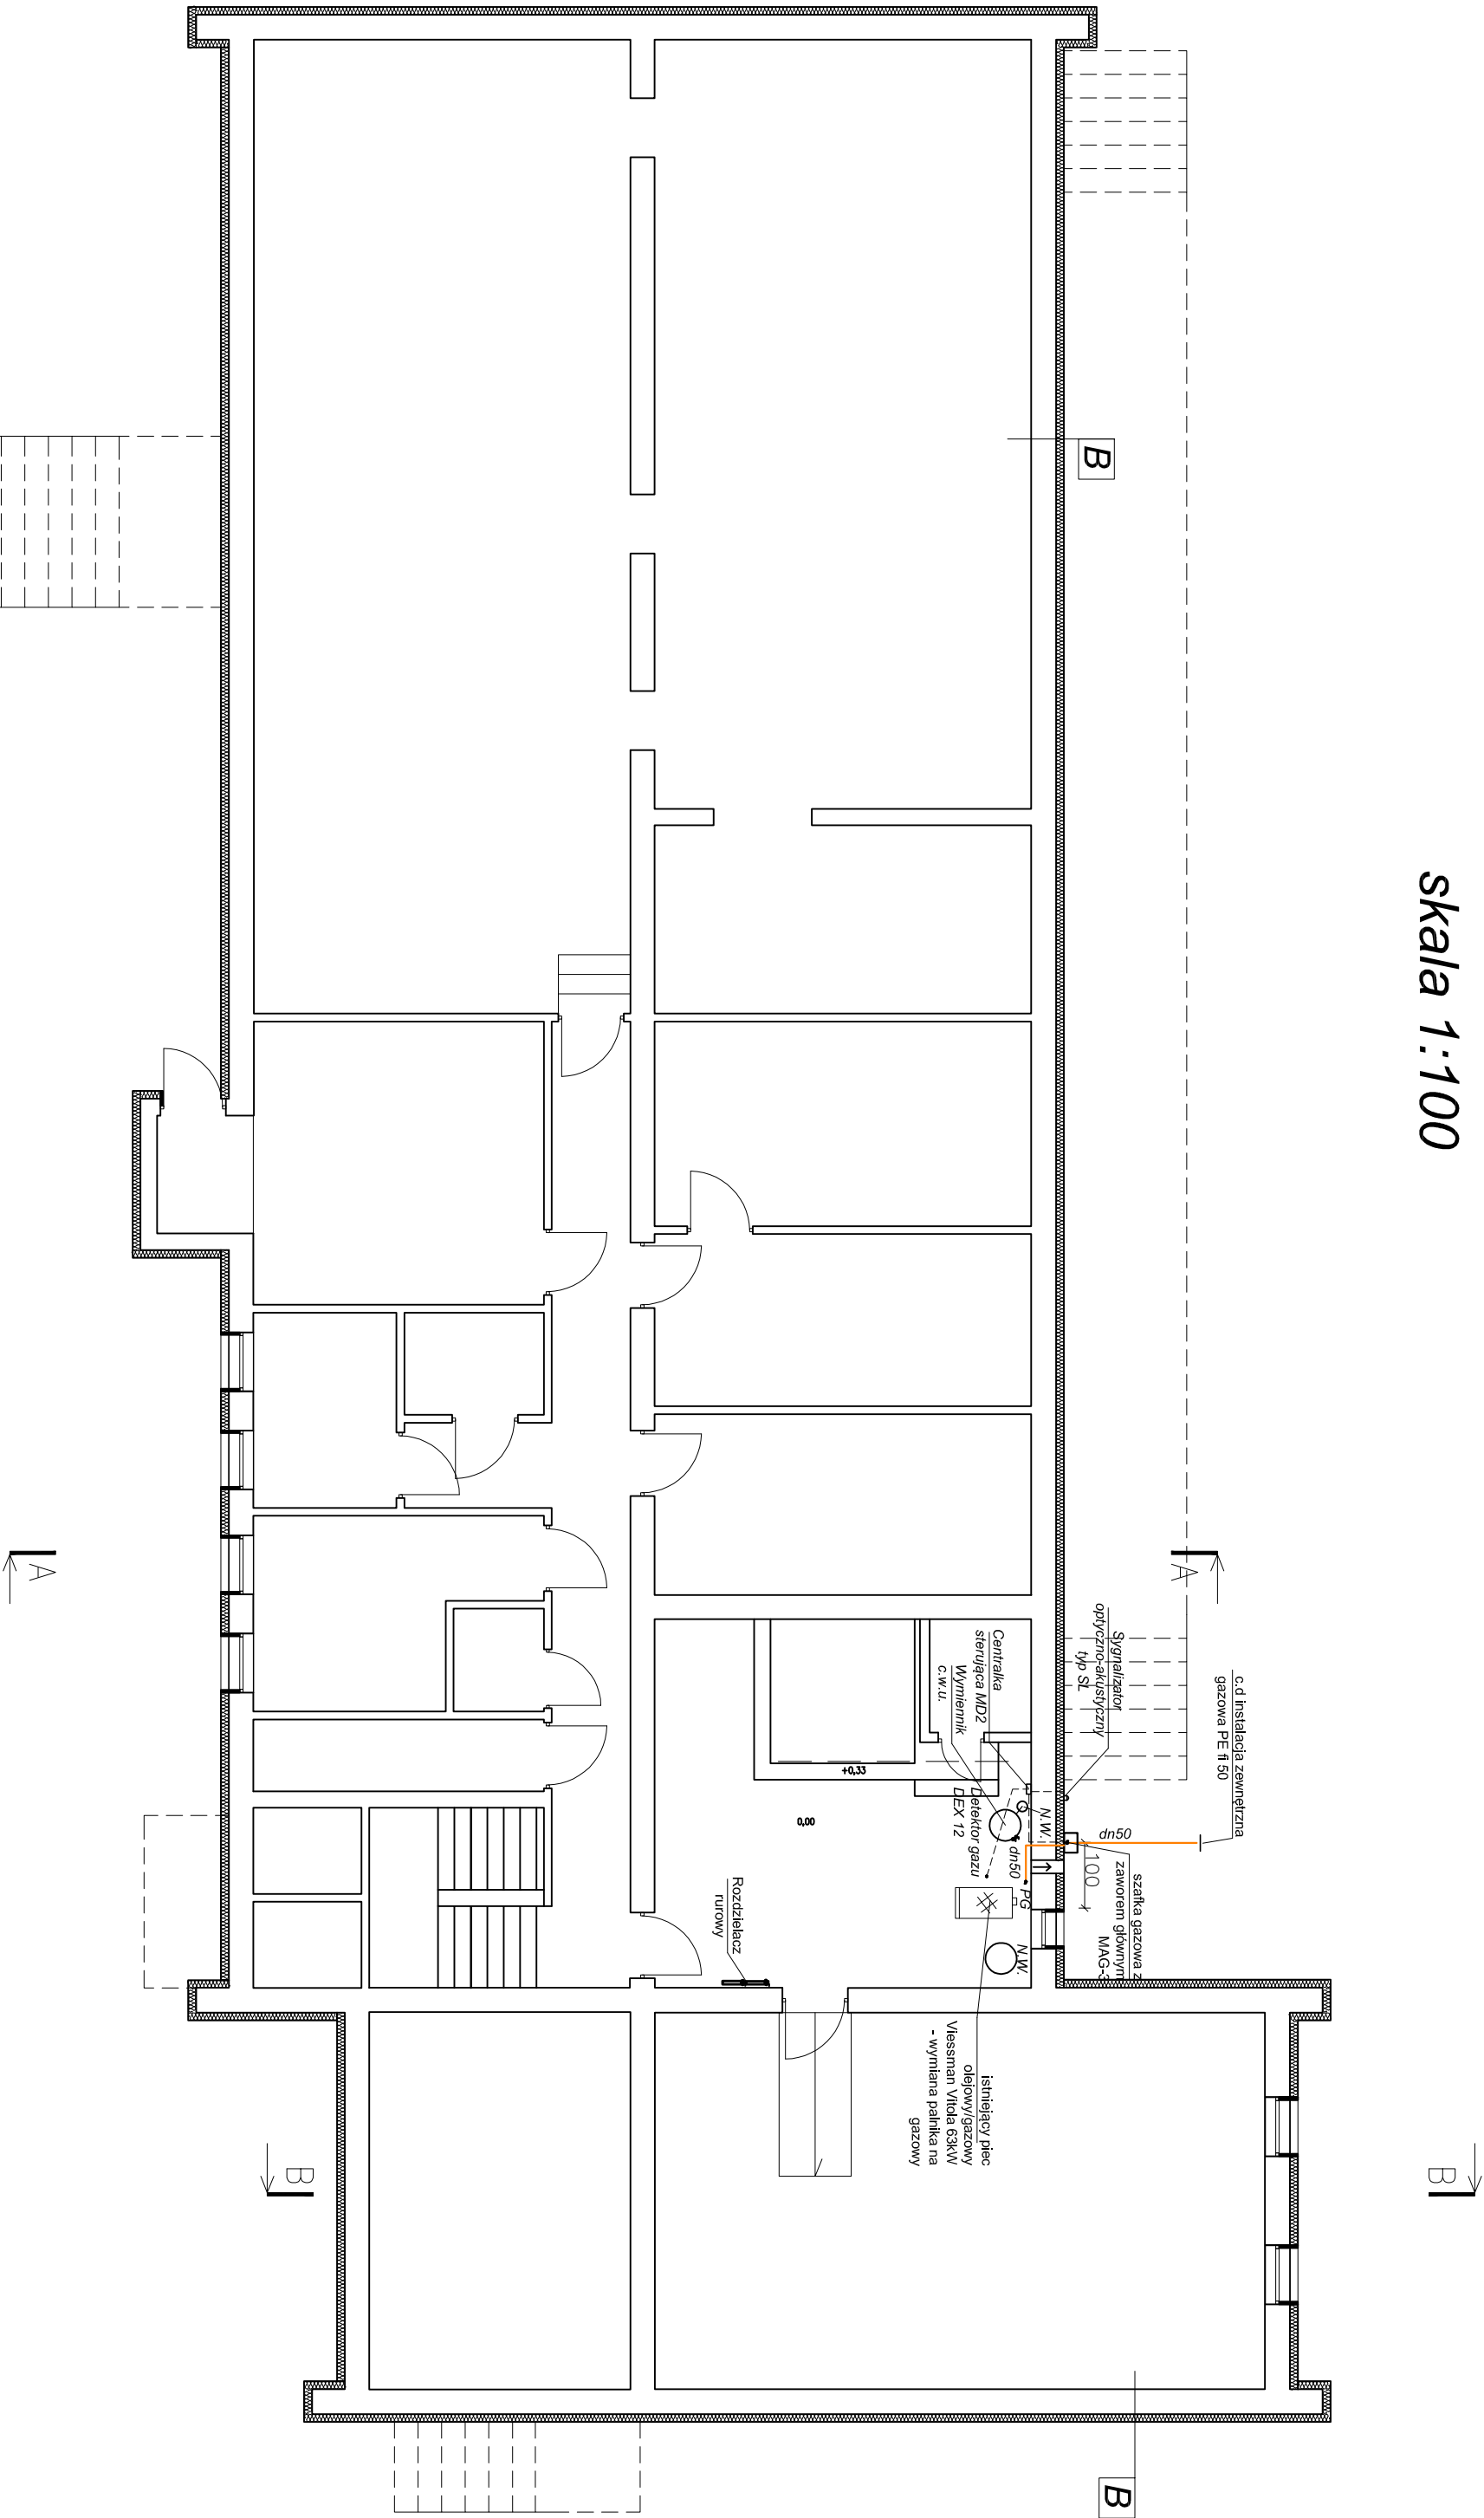 skala 1:100
B
A
c.d instalacja zewnętrzna
gazowa PE fi 50
Sygnalizator
optyczno-akustyczny
typ SL
Centralka
sterująca MD2
Wymiennik
c.w.u.
+0,33
0,00
Detektor gazu
DEX 12
N.W.
dn50
dn50
100
PG
szafka gazowa z
zaworem głównym
MAG-3
N.W.
Rozdzielacz
rurowy
istniejący piec
olejowy/gazowy
Viessman Vitola 63kW
- wymiana palnika na
gazowy
A
B
B
B